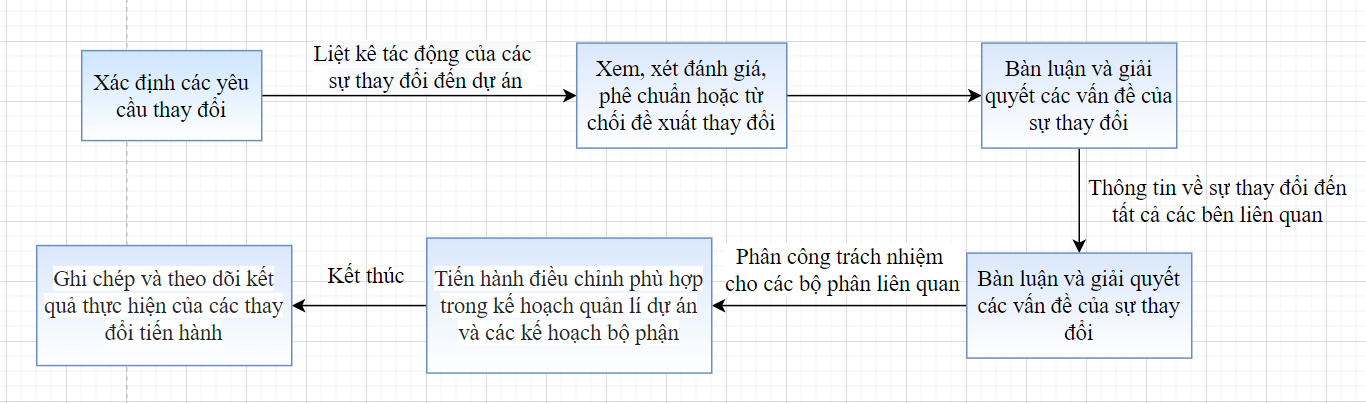 Xác định các yêu
cầu thay đổi
Liệt kê tác động của các
sự thay đổi đến dự án
Xem, xét đánh giá,
phê chuẩn hoặc từ
chối đề xuất thay đổi
Bàn luận và giải
quyết các vấn đề của
sự thay đổi
Thông tin về sự thay đổi đến
tất cả các bên liên quan
Bàn luận và giải quyết
các vấn đề của sự thay
đổi
Phân công trách nhiệm
cho các bộ phân liên quan
Tiến hành điều chỉnh phù hợp
trong kế hoạch quản lí dự án
và các kế hoạch bộ phận
Kết thúc
Ghi chép và theo dõi kết
quả thực hiện của các thay
đổi tiến hành